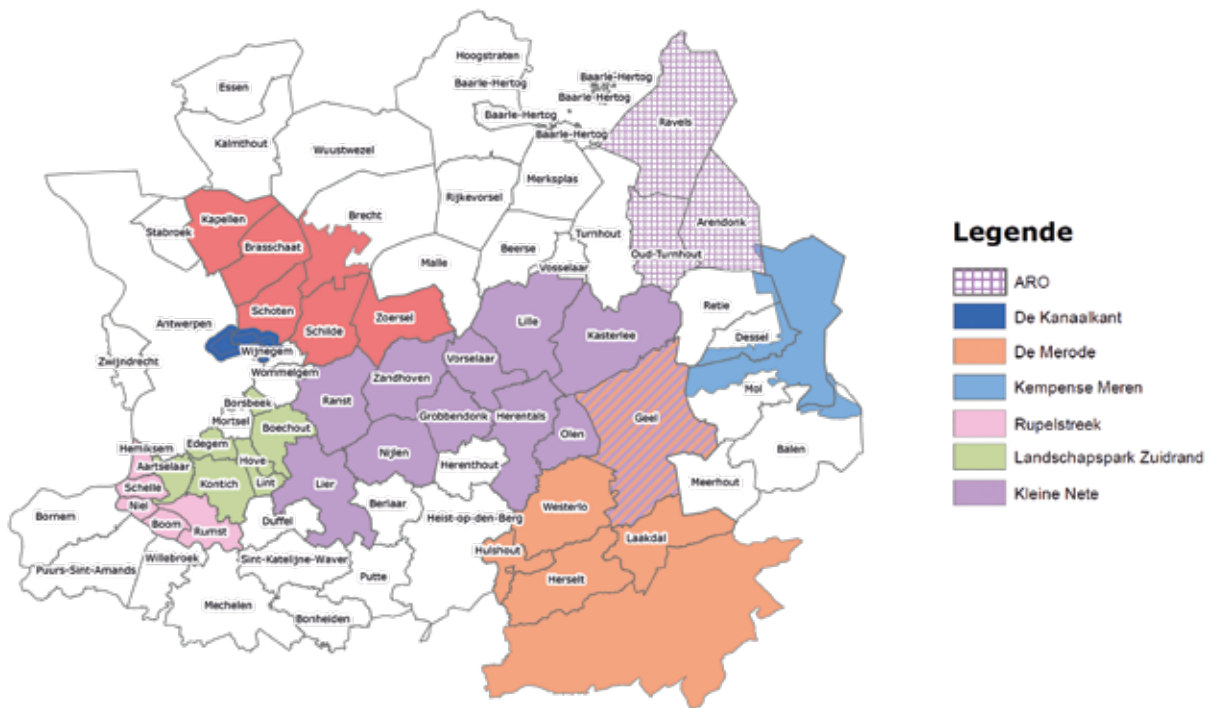 Hoogstraten
Baarle-Hertog
Baarle-Hertog
Essen
Baarle-Hertog
Baarle-Hertog
Ravels
Baarle-Hertog
Kalmthout
Wuustwezel
Merksplas
Rijkevorsel
Kapellen
Brecht
Arendonk
Stabroek
Turnhout
Brasschaat
Beerse
Oud-Turnhout
Malle
Vosselaar
Retie
Schoten
Zoersel
Antwerpen
Schilde
Lille
Kasterlee
Dessel
Wijnegem
Zwijndrecht
Vorselaar
Wommelgem
Zandhoven
Mol
Ranst
Borsbeek
Grobbendonk
Herentals
Geel
Mortsel
Boechout
Olen
Edegem
Hemiksem
Balen
Nijlen
Hove
Aartselaar
Herenthout
Kontich
Lint
Lier
Meerhout
Schelle
Berlaar
Niel
Westerlo
Bornem
Duffel
Heist-op-den-Berg
Boom
Rumst
Laakdal
Hulshout
Willebroek
Sint-Katelijne-Waver
Puurs-Sint-Amands
Putte
Herselt
Mechelen
Bonheiden
Legende
ARO
De Kanaalkant
De Merode
Kempense Meren
Rupelstreek
Landschapspark Zuidrand
Kleine Nete